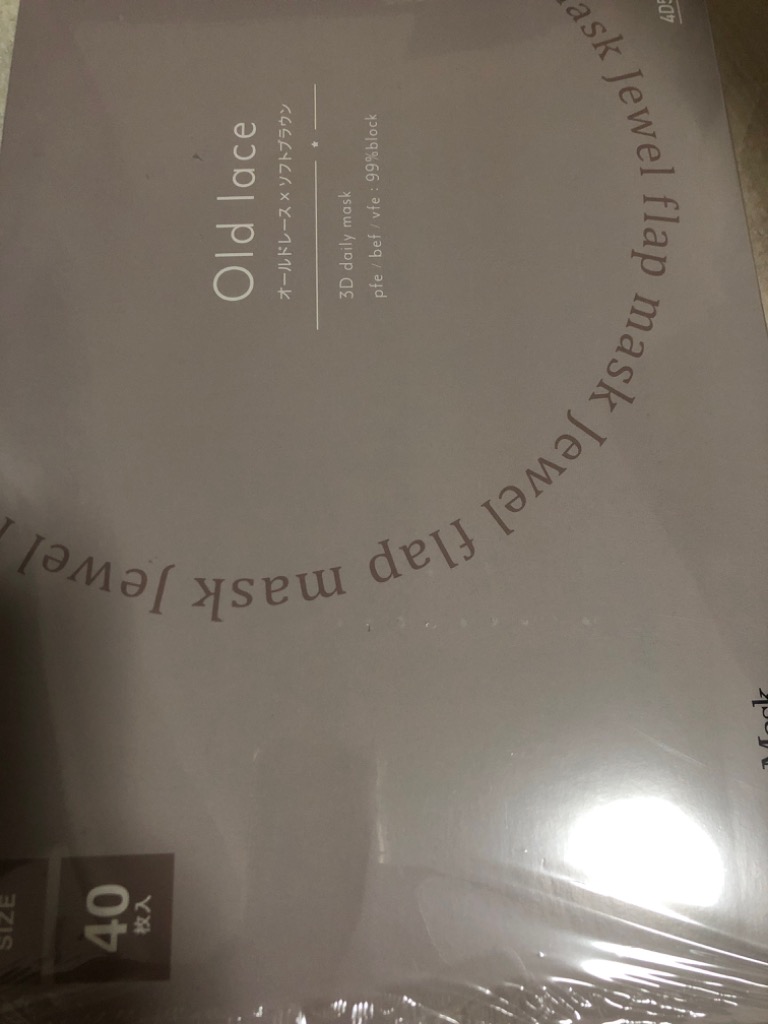 Old lace
オールドレース×ソフトブラウン
3D daily mask
pfe / bef / vfe : 99%block
mask Jewel flap mask Jewel flap mask Jewel
SIZE
40
枚入
Mask